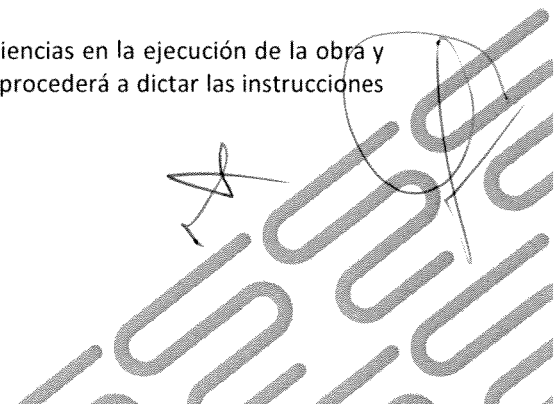 iencias en la ejecución de la obra y
procederá a dictar las instrucciones